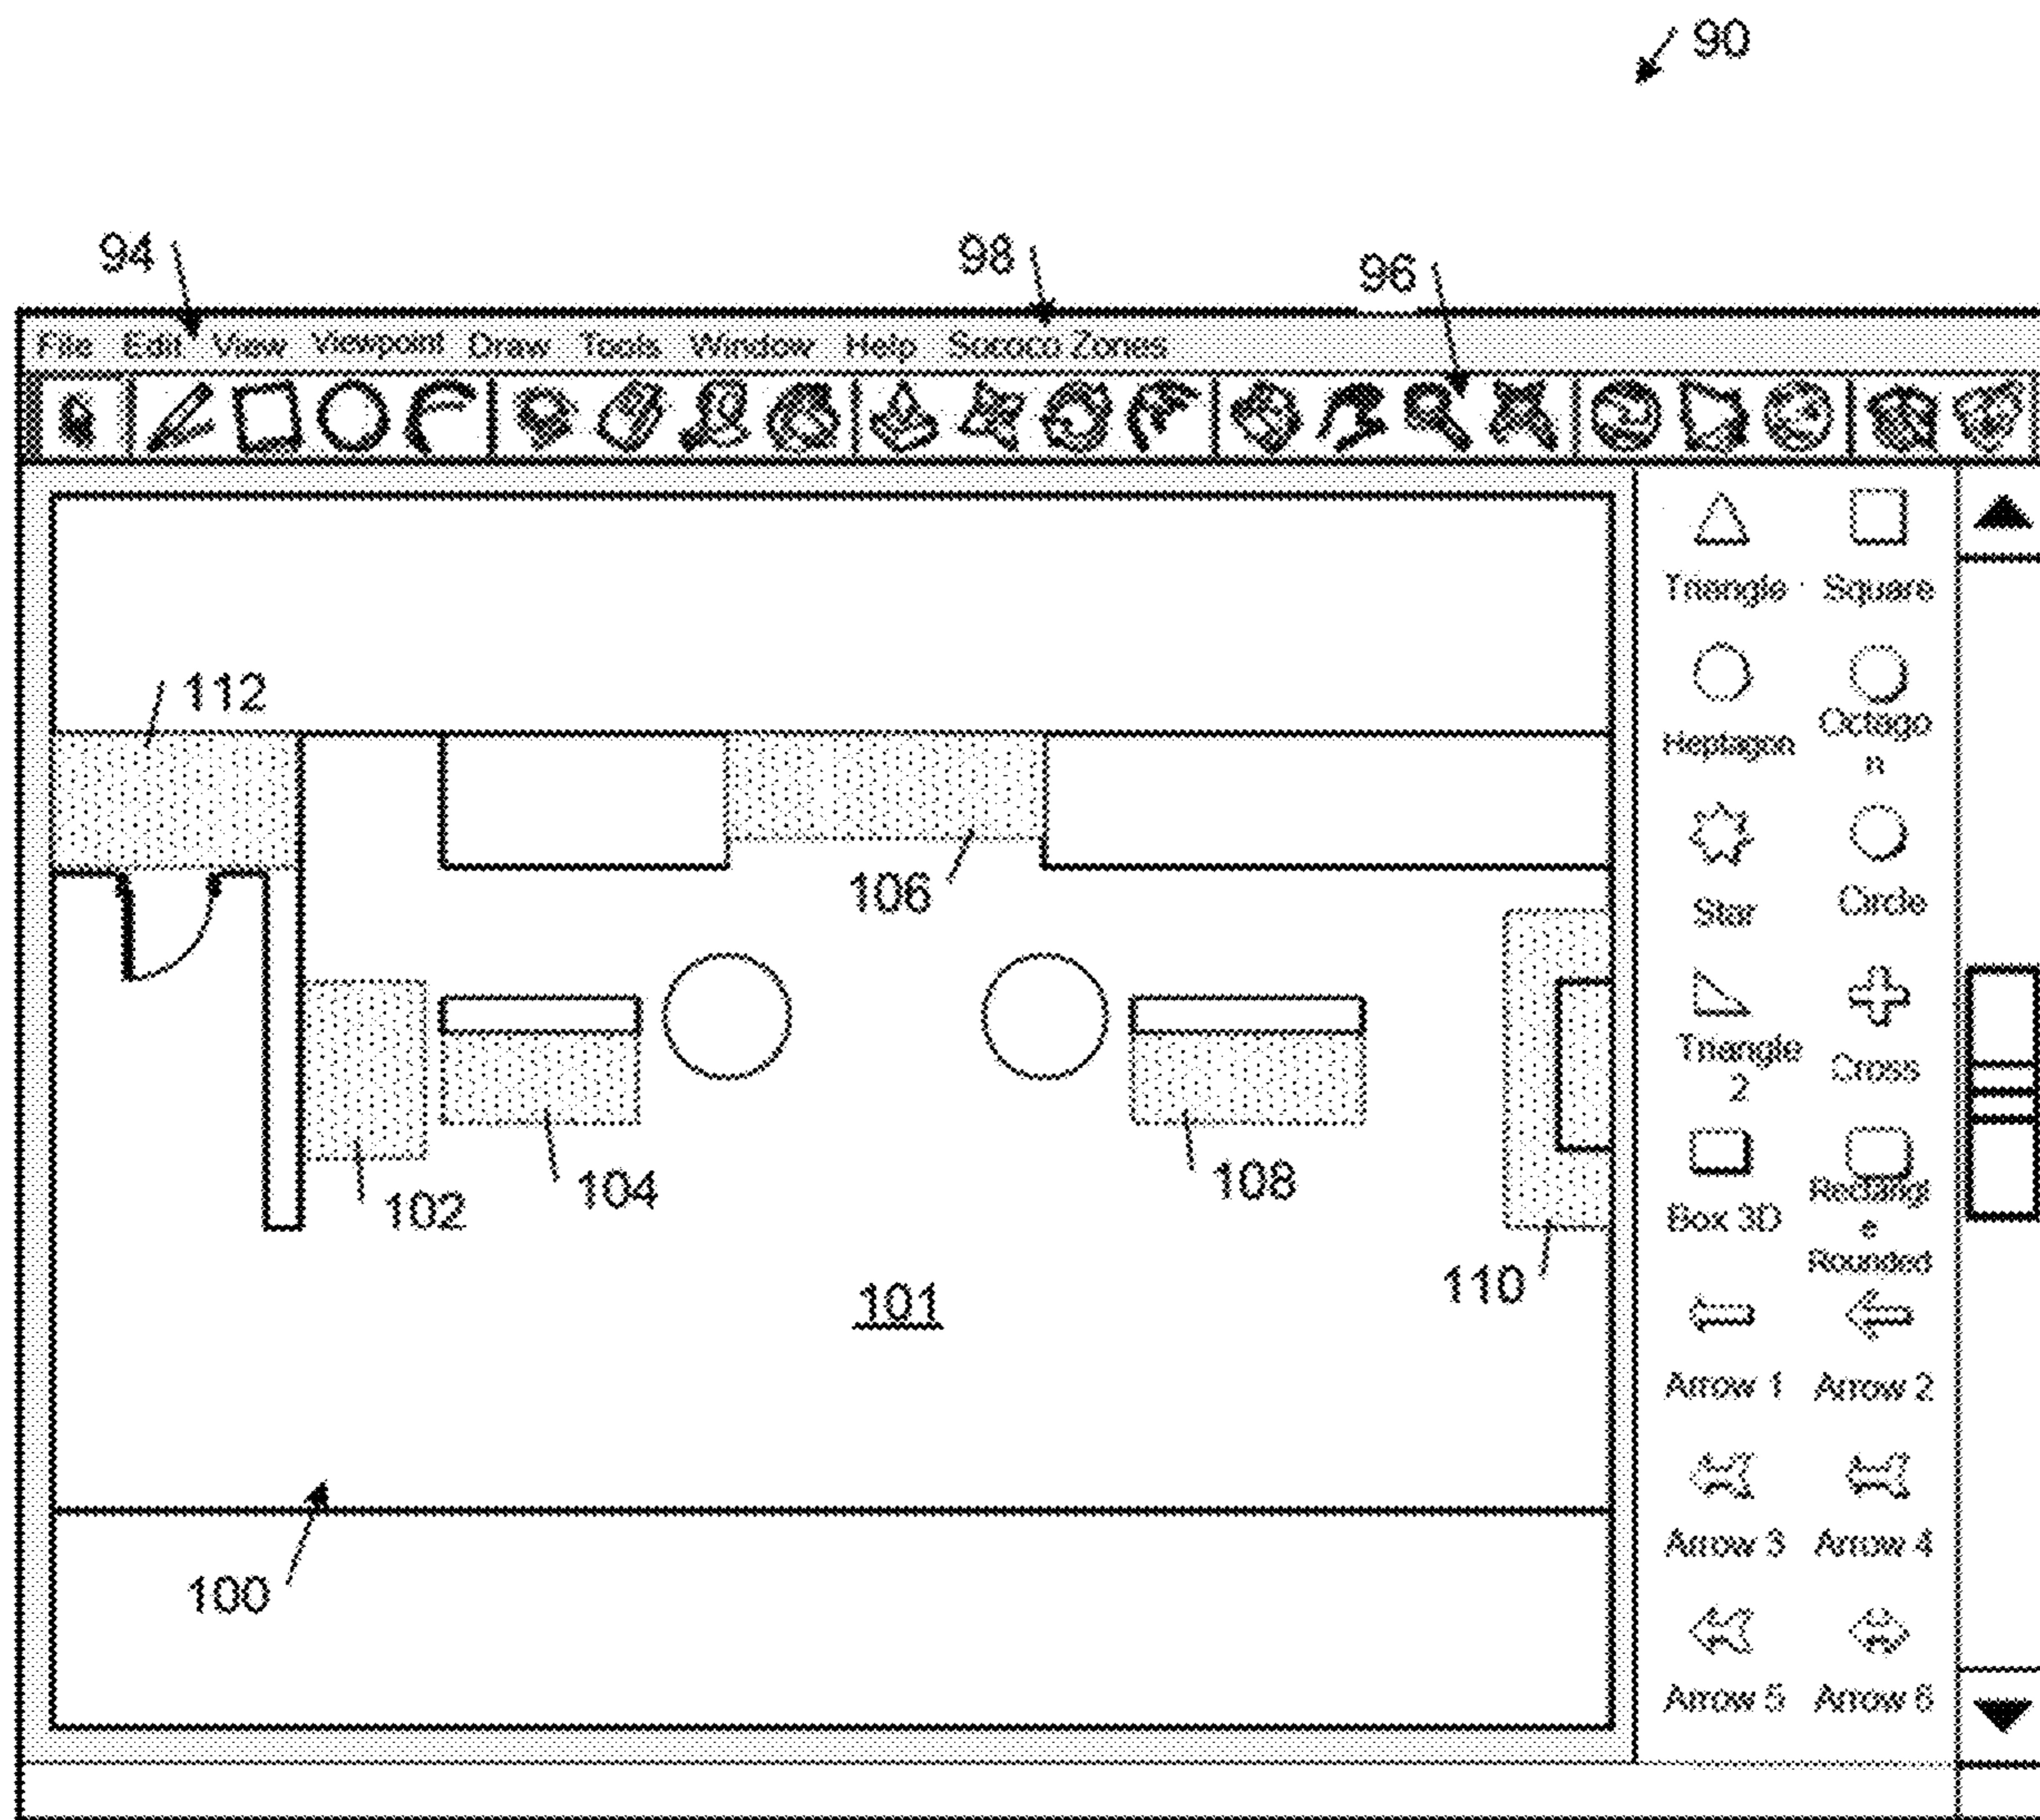 90
94
98
96
File Edit View Viewpoint Draw Tools Window Help Sococo Zones
112
106
102
104
108
110
101
100
Triangle Square
Heptagon Octago
n
Star Circle
Triangle
2
Cross
Box 3D
Rectangl
e
Rounded
Arrow 1 Arrow 2
Arrow 3 Arrow 4
Arrow 5 Arrow 6